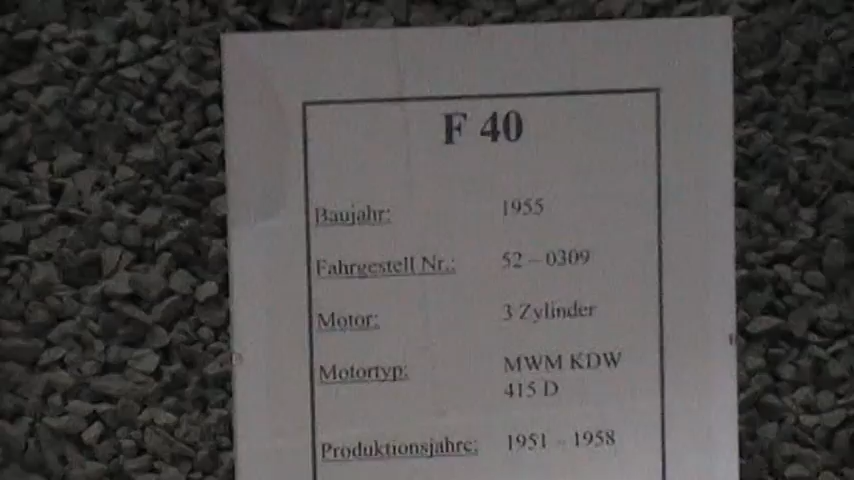 F 40
Baujahr: 1955
Fahrgestell Nr.: 52 – 0309
Motor: 3 Zylinder
Motortyp: MWM KDW
415 D
Produktionsjahre: 1951 – 1958